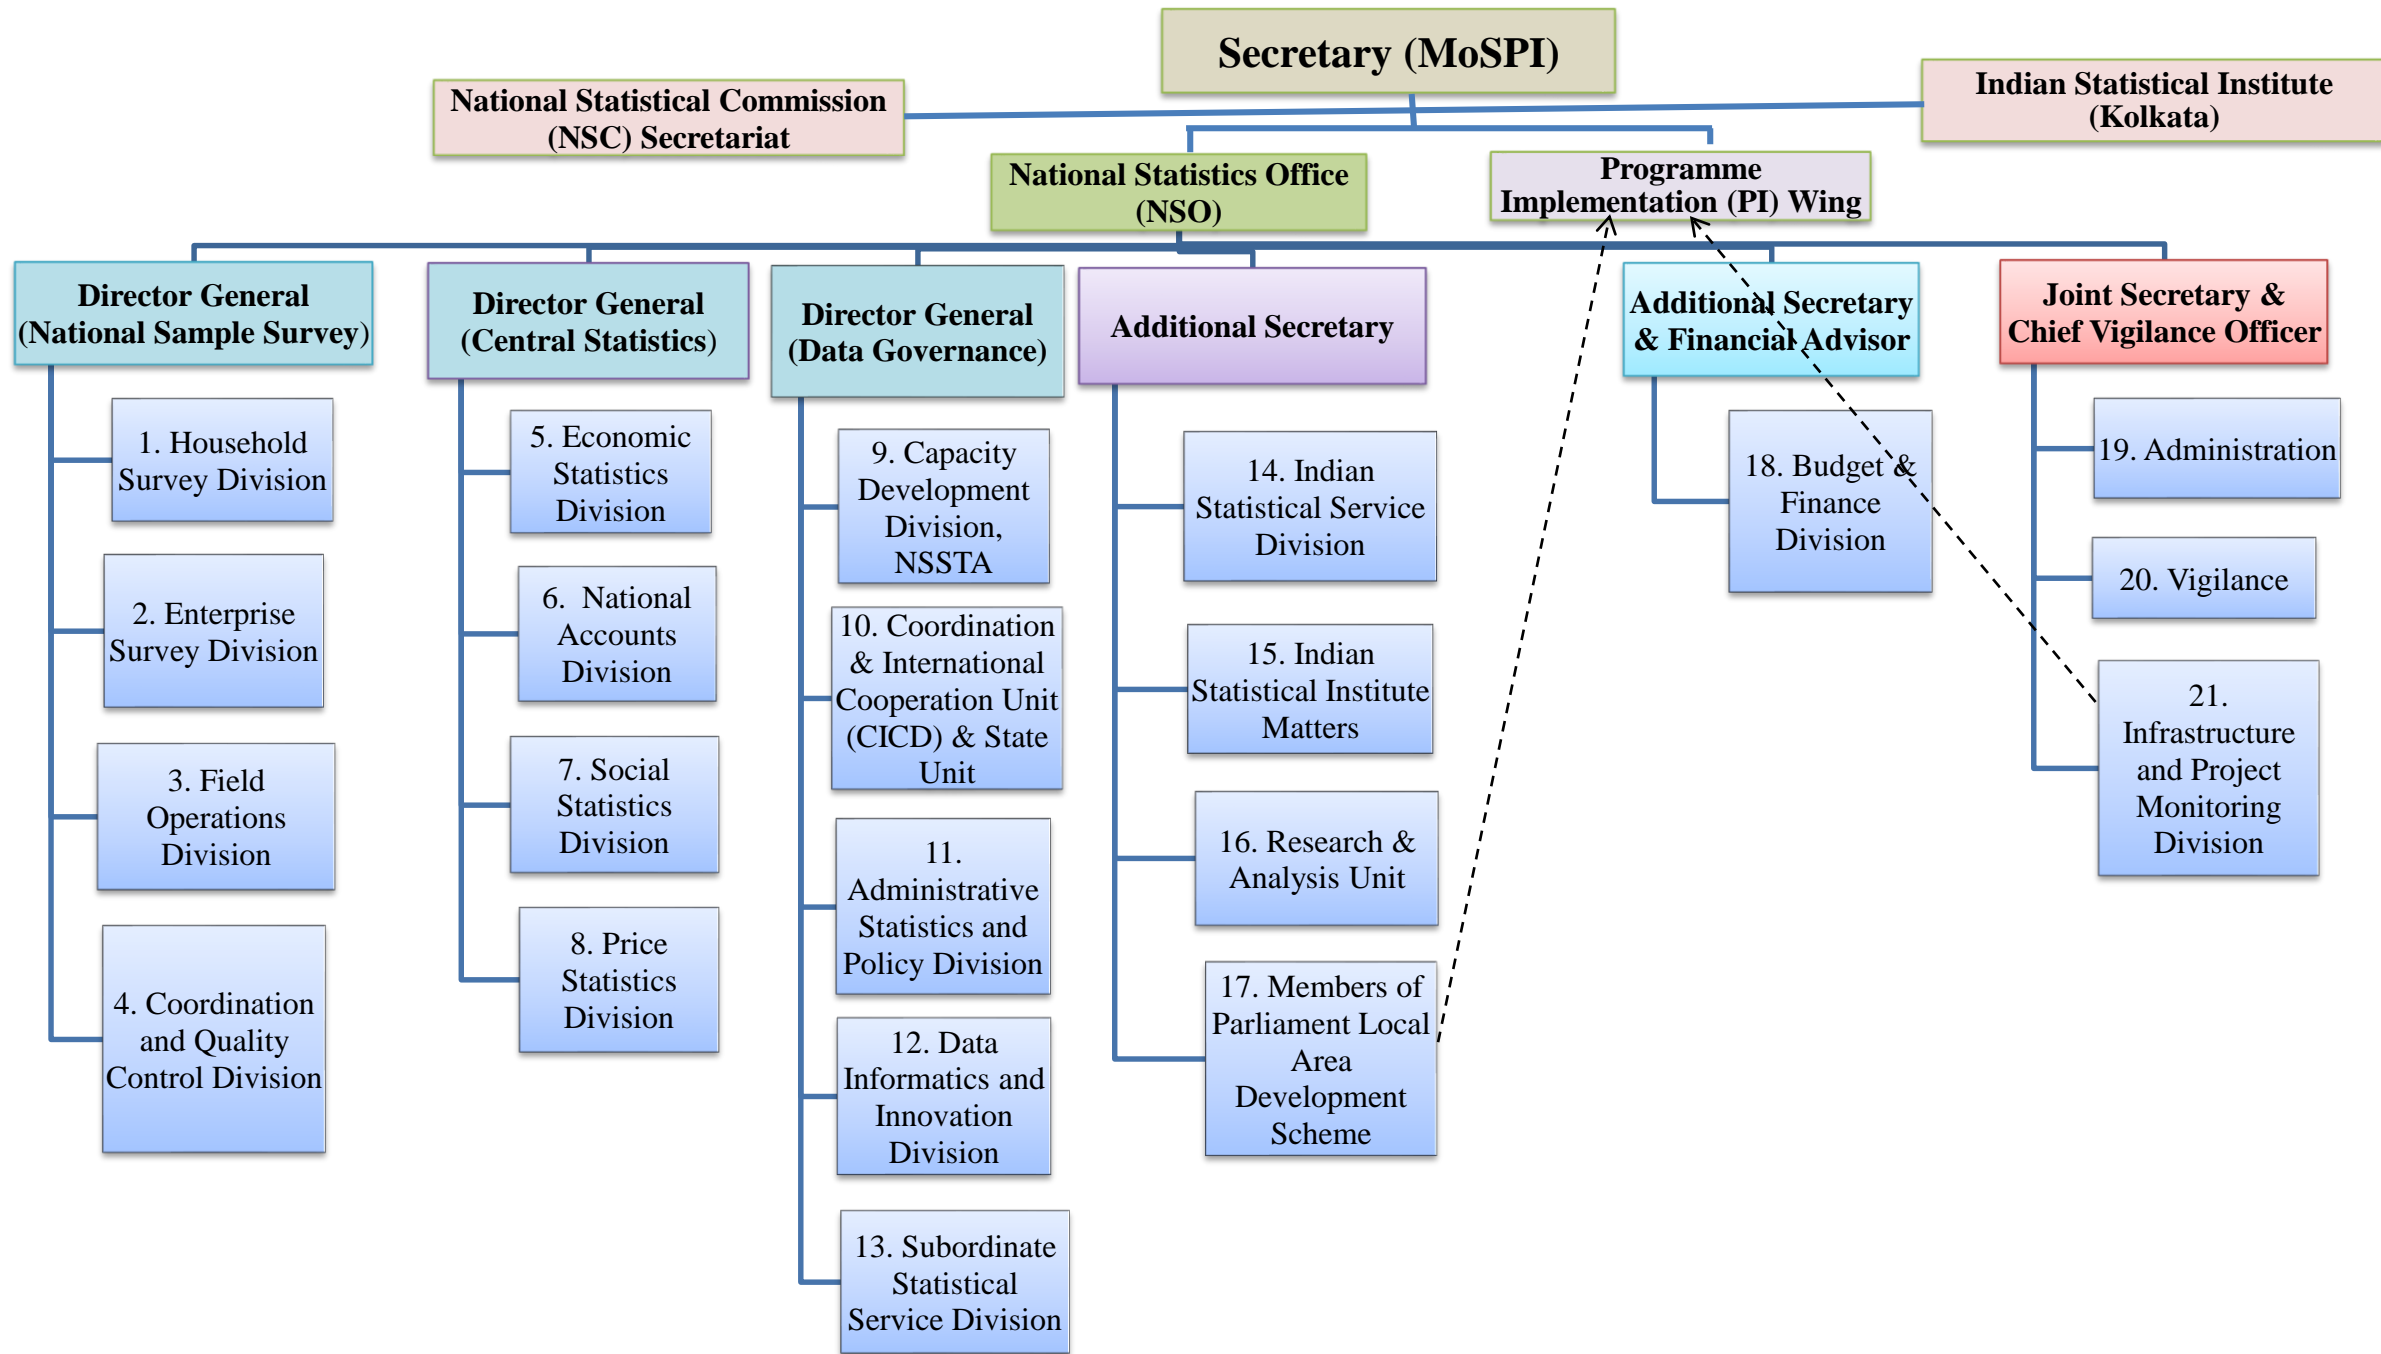 Secretary (MoSPI)
National Statistical Commission
(NSC) Secretariat
Indian Statistical Institute
(Kolkata)
National Statistics Office
(NSO)
Programme
Implementation (PI) Wing
Director General
(National Sample Survey)
Director General
(Central Statistics)
Director General
(Data Governance)
Additional Secretary
Additional Secretary
& Financial Advisor
Joint Secretary &
Chief Vigilance Officer
1. Household
Survey Division
2. Enterprise
Survey Division
3. Field
Operations
Division
4. Coordination
and Quality
Control Division
5. Economic
Statistics
Division
6. National
Accounts
Division
7. Social
Statistics
Division
8. Price
Statistics
Division
9. Capacity
Development
Division,
NSSTA
10. Coordination
& International
Cooperation Unit
(CICD) & State
Unit
11.
Administrative
Statistics and
Policy Division
12. Data
Informatics and
Innovation
Division
13. Subordinate
Statistical
Service Division
14. Indian
Statistical Service
Division
15. Indian
Statistical Institute
Matters
16. Research &
Analysis Unit
17. Members of
Parliament Local
Area
Development
Scheme
18. Budget &
Finance
Division
19. Administration
20. Vigilance
21.
Infrastructure
and Project
Monitoring
Division